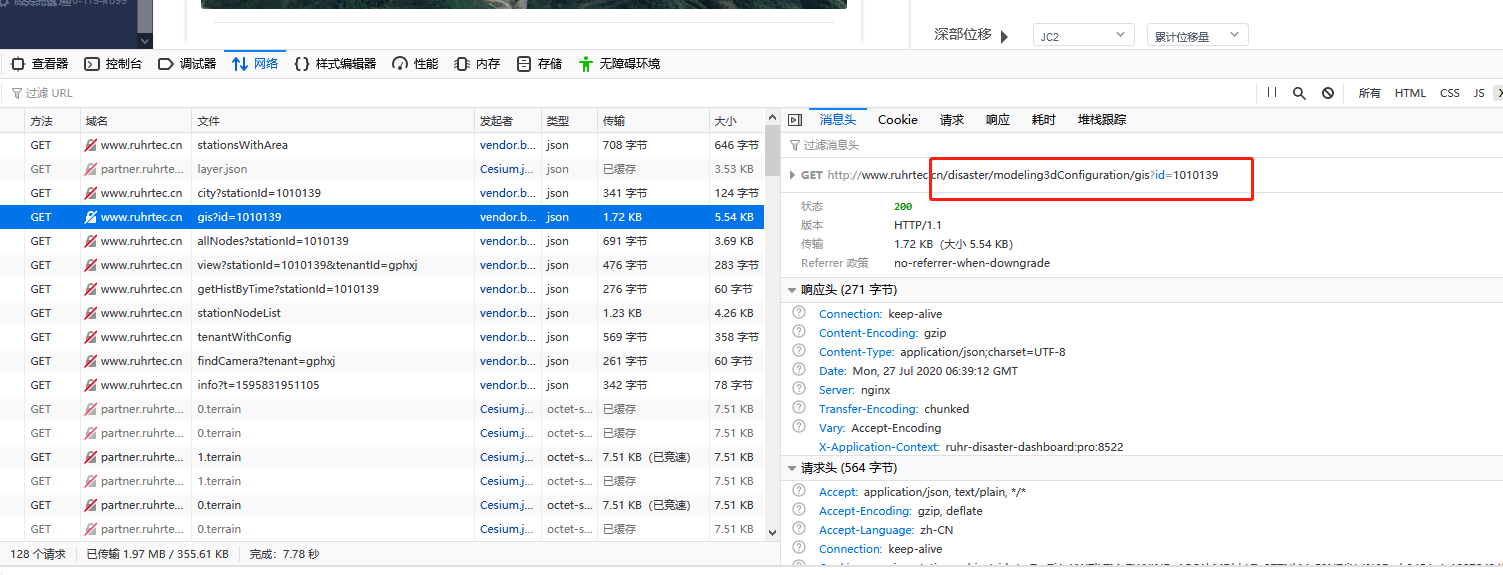 深部位移 JC2 累计位移量
查看器 控制台 调试器 网络 样式编辑器 性能 内存 存储 无障碍环境
过滤 URL 所有 HTML CSS JS
方法 域名 文件 发起者 类型 传输 大小
GET www.ruhrtec.cn stationsWithArea vendor.b... json 708 字节 646 字节
GET partner.ruhrte... layer.json Cesium.j... json 已缓存 3.53 KB
GET www.ruhrtec.cn city?stationId=1010139 vendor.b... json 341 字节 124 字节
GET www.ruhrtec.cn gis?id=1010139 vendor.b... json 1.72 KB 5.54 KB
GET www.ruhrtec.cn allNodes?stationId=1010139 vendor.b... json 691 字节 3.69 KB
GET www.ruhrtec.cn view?stationId=1010139&tenantId=gphxj vendor.b... json 476 字节 283 字节
GET www.ruhrtec.cn getHistByTime?stationId=1010139 vendor.b... json 276 字节 60 字节
GET www.ruhrtec.cn stationNodeList vendor.b... json 1.23 KB 4.26 KB
GET www.ruhrtec.cn tenantWithConfig vendor.b... json 569 字节 358 字节
GET www.ruhrtec.cn findCamera?tenant=gphxj vendor.b... json 261 字节 60 字节
GET www.ruhrtec.cn info?t=1595831951105 vendor.b... json 342 字节 78 字节
GET partner.ruhrte... 0.terrain Cesium.j... octet-s... 已缓存 7.51 KB
GET partner.ruhrte... 0.terrain Cesium.j... octet-s... 已缓存 7.51 KB
GET partner.ruhrte... 1.terrain Cesium.j... octet-s... 7.51 KB（已竞速） 7.51 KB
GET partner.ruhrte... 1.terrain Cesium.j... octet-s... 已缓存 7.51 KB
GET partner.ruhrte... 0.terrain Cesium.j... octet-s... 7.51 KB（已竞速） 7.51 KB
GET partner.ruhrte... 0.terrain Cesium.j... octet-s... 已缓存 7.51 KB
128 个请求 已传输 1.97 MB / 355.61 KB 完成：7.78 秒
消息头 Cookie 请求 响应 耗时 堆栈跟踪
过滤消息头
GET http://www.ruhrtec.cn/disaster/modeling3dConfiguration/gis?id=1010139
状态 200
版本 HTTP/1.1
传输 1.72 KB（大小 5.54 KB）
Referrer 政策 no-referrer-when-downgrade
响应头 (271 字节)
Connection: keep-alive
Content-Encoding: gzip
Content-Type: application/json;charset=UTF-8
Date: Mon, 27 Jul 2020 06:39:12 GMT
Server: nginx
Transfer-Encoding: chunked
Vary: Accept-Encoding
X-Application-Context: ruhr-disaster-dashboard:pro:8522
请求头 (564 字节)
Accept: application/json, text/plain, */*
Accept-Encoding: gzip, deflate
Accept-Language: zh-CN
Connection: keep-alive